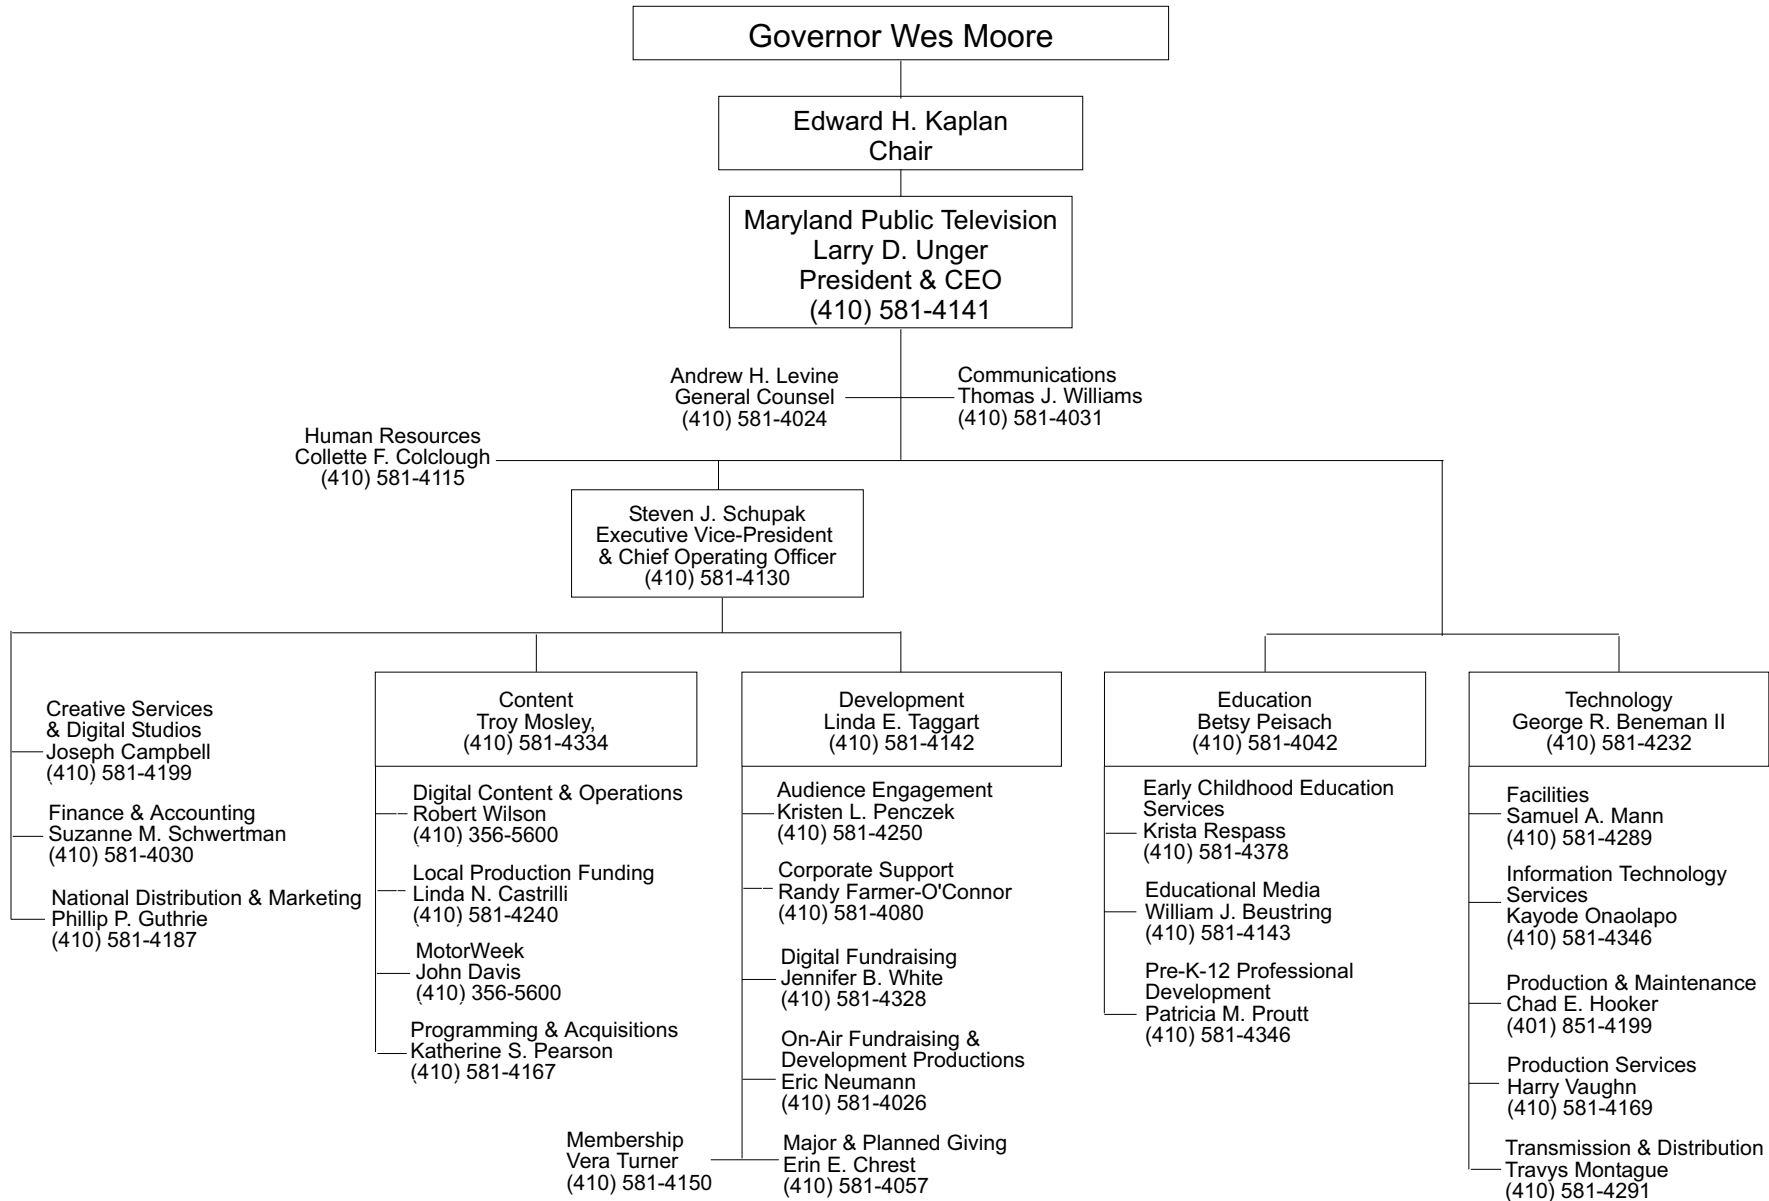 Governor Wes Moore
Edward H. Kaplan
Chair
Maryland Public Television
Larry D. Unger
President & CEO
(410) 581-4141
Andrew H. Levine
General Counsel
(410) 581-4024
Communications
Thomas J. Williams
(410) 581-4031
Human Resources
Collette F. Colclough
(410) 581-4115
Steven J. Schupak
Executive Vice-President
& Chief Operating Officer
(410) 581-4130
Creative Services
& Digital Studios
Joseph Campbell
(410) 581-4199
Finance & Accounting
Suzanne M. Schwertman
(410) 581-4030
National Distribution & Marketing
Phillip P. Guthrie
(410) 581-4187
Content
Troy Mosley,
(410) 581-4334
Digital Content & Operations
Robert Wilson
(410) 356-5600
Local Production Funding
Linda N. Castrilli
(410) 581-4240
MotorWeek
John Davis
(410) 356-5600
Programming & Acquisitions
Katherine S. Pearson
(410) 581-4167
Development
Linda E. Taggart
(410) 581-4142
Audience Engagement
Kristen L. Penczek
(410) 581-4250
Corporate Support
Randy Farmer-O'Connor
(410) 581-4080
Digital Fundraising
Jennifer B. White
(410) 581-4328
On-Air Fundraising &
Development Productions
Eric Neumann
(410) 581-4026
Membership
Vera Turner
(410) 581-4150
Major & Planned Giving
Erin E. Chrest
(410) 581-4057
Education
Betsy Peisach
(410) 581-4042
Early Childhood Education
Services
Krista Respass
(410) 581-4378
Educational Media
William J. Beustring
(410) 581-4143
Pre-K-12 Professional
Development
Patricia M. Proutt
(410) 581-4346
Technology
George R. Beneman II
(410) 581-4232
Facilities
Samuel A. Mann
(410) 581-4289
Information Technology
Services
Kayode Onaolapo
(410) 581-4346
Production & Maintenance
Chad E. Hooker
(401) 851-4199
Production Services
Harry Vaughn
(410) 581-4169
Transmission & Distribution
Travys Montague
(410) 581-4291